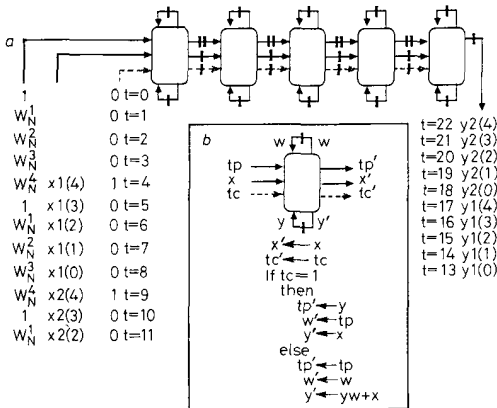 a
1 0 t=0
W_N^1 0 t=1
W_N^2 0 t=2
W_N^3 0 t=3
W_N^4 x1(4) 1 t=4
1 x1(3) 0 t=5
W_N^1 x1(2) 0 t=6
W_N^2 x1(1) 0 t=7
W_N^3 x1(0) 0 t=8
W_N^4 x2(4) 1 t=9
1 x2(3) 0 t=10
W_N^1 x2(2) 0 t=11
b
w w
tp tp'
x x'
tc tc'
y y'
x' ← x
tc' ← tc
If tc = 1
then
tp' ← y
w' ← tp
y' ← x
else
tp' ← tp
w' ← w
y' ← yw+x
t=22 y2(4)
t=21 y2(3)
t=20 y2(2)
t=19 y2(1)
t=18 y2(0)
t=17 y1(4)
t=16 y1(3)
t=15 y1(2)
t=14 y1(1)
t=13 y1(0)